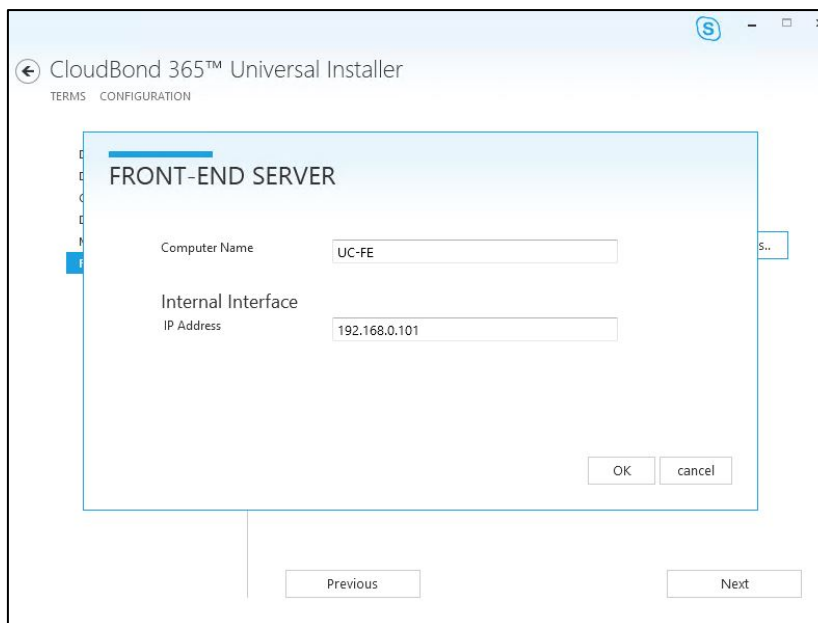 CloudBond 365™ Universal Installer
TERMS CONFIGURATION
FRONT-END SERVER
Computer Name UC-FE
Internal Interface
IP Address 192.168.0.101
OK cancel
Previous Next